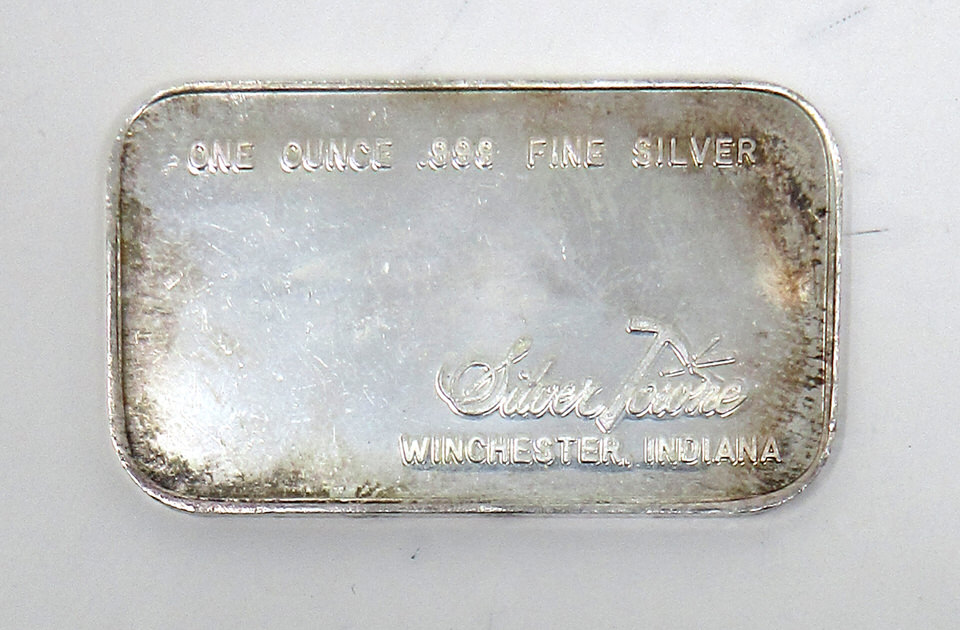 ONE OUNCE .999 FINE SILVER
Silver Towne
WINCHESTER, INDIANA